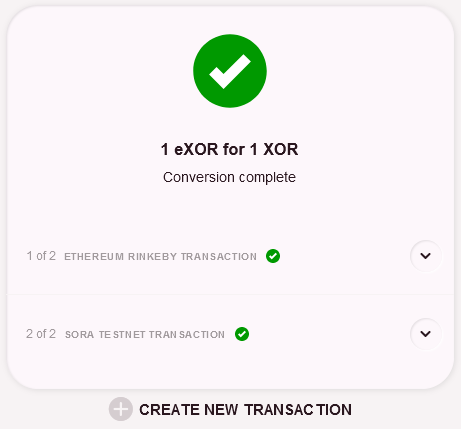 1 eXOR for 1 XOR
Conversion complete
1 of 2 ETHEREUM RINKEBY TRANSACTION
2 of 2 SORA TESTNET TRANSACTION
CREATE NEW TRANSACTION